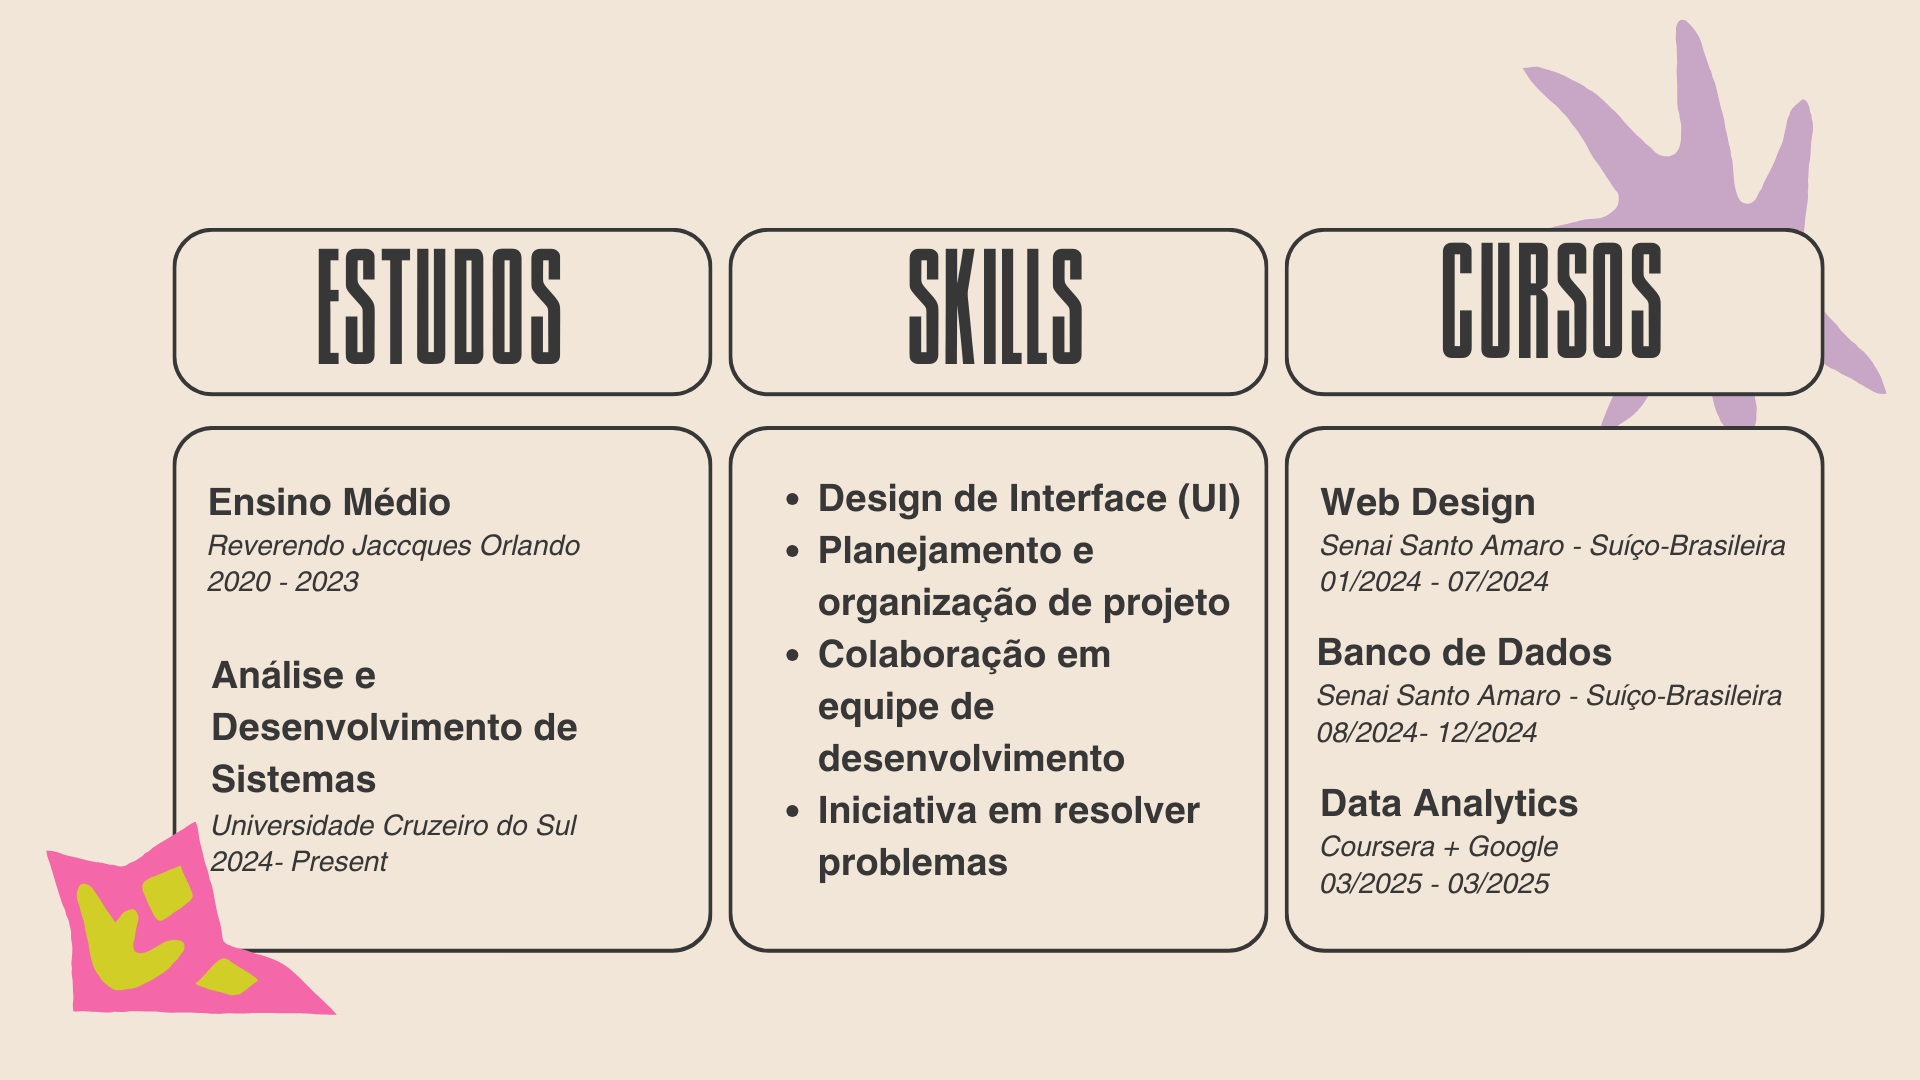 ESTUDOS
Ensino Médio
Reverendo Jaccques Orlando
2020 - 2023
Análise e
Desenvolvimento de
Sistemas
Universidade Cruzeiro do Sul
2024- Present
SKILLS
• Design de Interface (UI)
• Planejamento e
organização de projeto
• Colaboração em
equipe de
desenvolvimento
• Iniciativa em resolver
problemas
CURSOS
Web Design
Senai Santo Amaro - Suíço-Brasileira
01/2024 - 07/2024
Banco de Dados
Senai Santo Amaro - Suíço-Brasileira
08/2024- 12/2024
Data Analytics
Coursera + Google
03/2025 - 03/2025